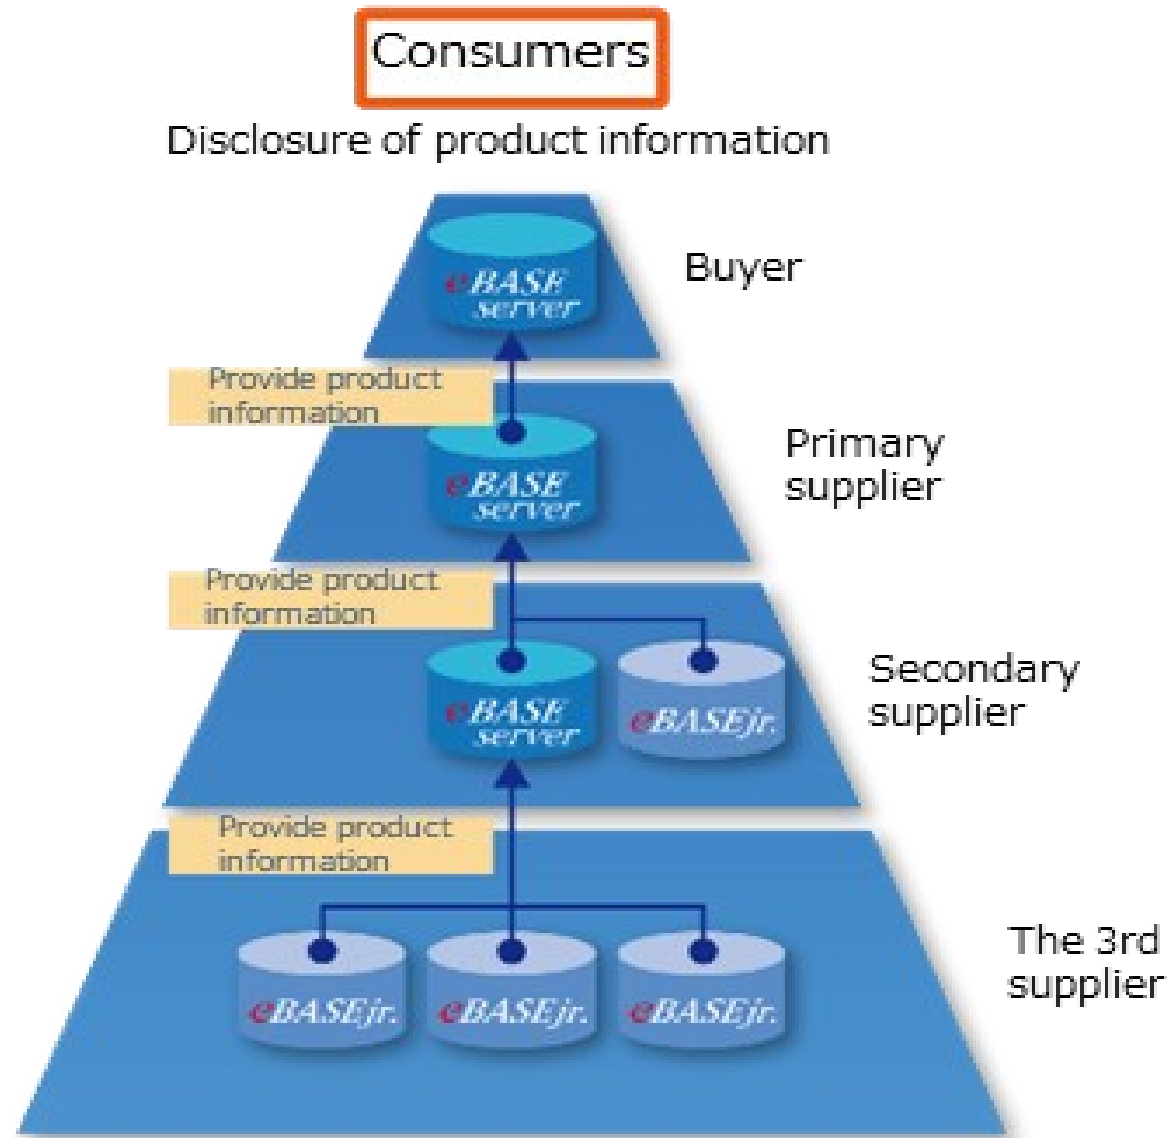 Consumers
Disclosure of product information
eBASE
server
Buyer
Provide product
information
eBASE
server
Primary
supplier
Provide product
information
eBASE
server
eBASEjr.
Secondary
supplier
Provide product
information
eBASEjr.
eBASEjr.
eBASEjr.
The 3rd
supplier